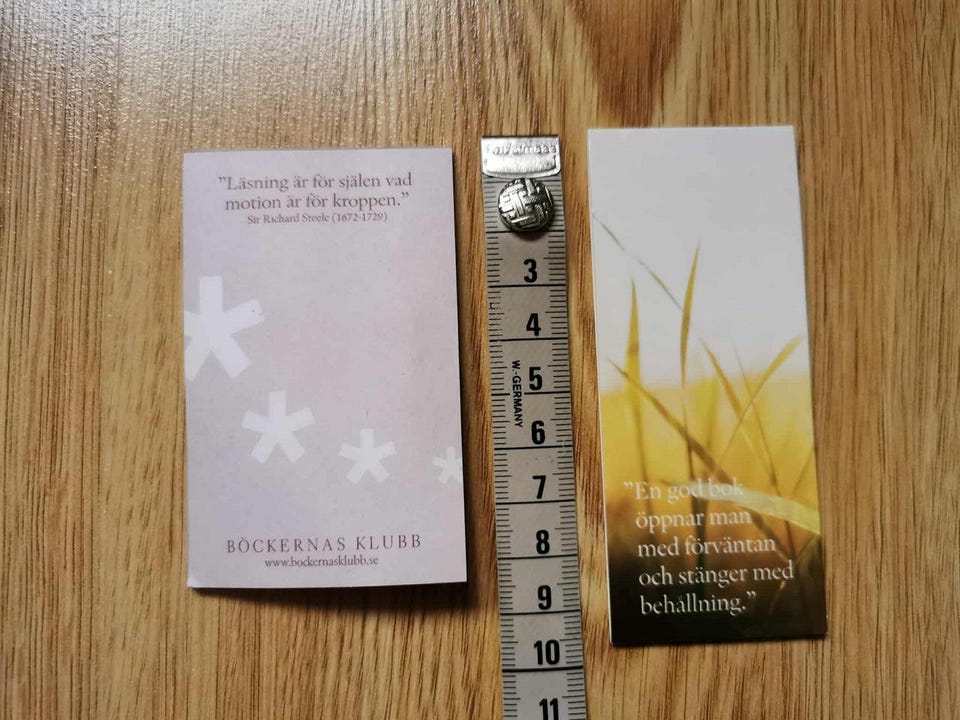 "Läsning är för själen vad
motion är för kroppen."
Sir Richard Steele (1672-1729)
BÖCKERNAS KLUBB
www.bockernasklubb.se
3
4
5
W.-GERMANY
6
7
8
9
10
11
"En god bok
öppnar man
med förväntan
och stänger med
behållning."